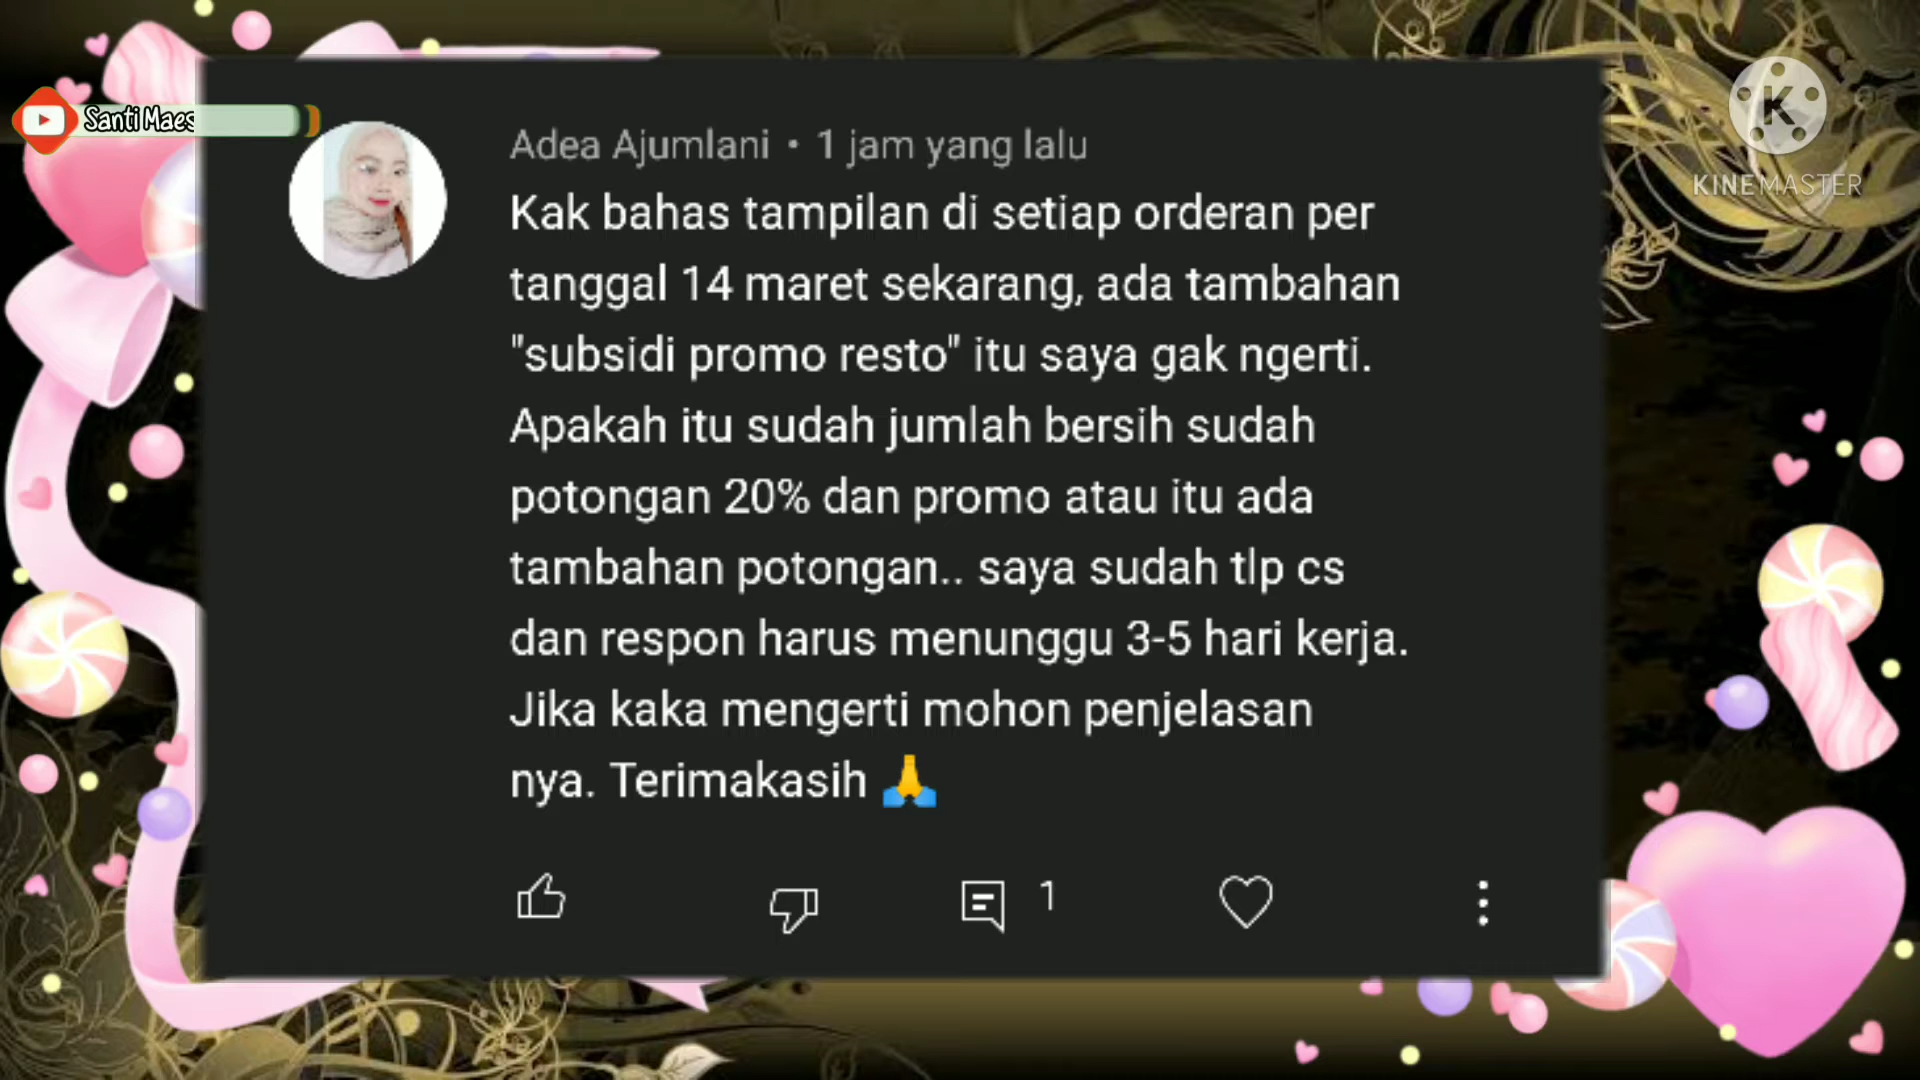 Santi Maes
KINEMASTER
Adea Ajumlani • 1 jam yang lalu
Kak bahas tampilan di setiap orderan per
tanggal 14 maret sekarang, ada tambahan
"subsidi promo resto" itu saya gak ngerti.
Apakah itu sudah jumlah bersih sudah
potongan 20% dan promo atau itu ada
tambahan potongan.. saya sudah tlp cs
dan respon harus menunggu 3-5 hari kerja.
Jika kaka mengerti mohon penjelasan
nya. Terimakasih 🙏
1